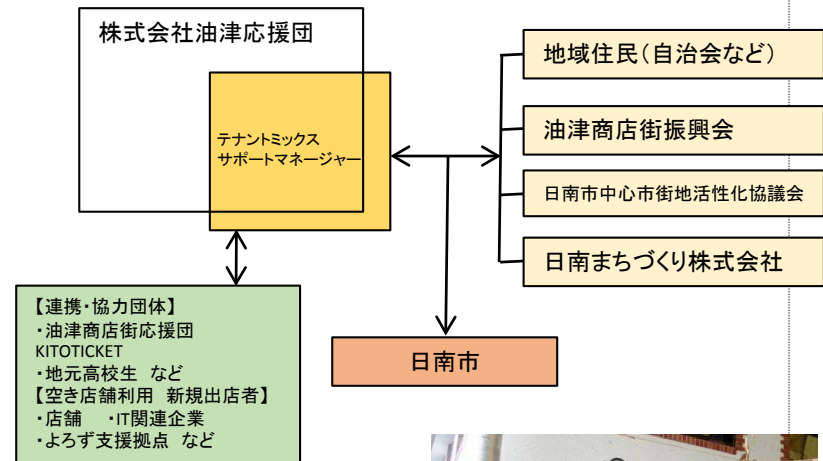 株式会社油津応援団
テナントミックス
サポートマネージャー
地域住民(自治会など)
油津商店街振興会
日南市中心市街地活性化協議会
日南まちづくり株式会社
日南市
【連携・協力団体】
・油津商店街応援団
KITOTICKET
・地元高校生 など
【空き店舗利用 新規出店者】
・店舗 ・IT関連企業
・よろず支援拠点 など